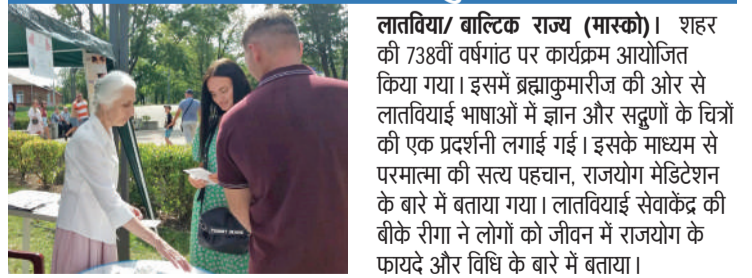 लातविया/ बाल्टिक राज्य (मास्को)। शहर
की 738वीं वर्षगांठ पर कार्यक्रम आयोजित
किया गया। इसमें ब्रह्माकुमारीज की ओर से
लातवियाई भाषाओं में ज्ञान और सद्गुणों के चित्रों
की एक प्रदर्शनी लगाई गई। इसके माध्यम से
परमात्मा की सत्य पहचान, राजयोग मेडिटेशन
के बारे में बताया गया। लातवियाई सेवाकेंद्र की
बीके रीगा ने लोगों को जीवन में राजयोग के
फायदे और विधि के बारे में बताया।